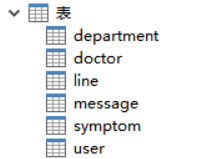 表
department
doctor
line
message
symptom
user